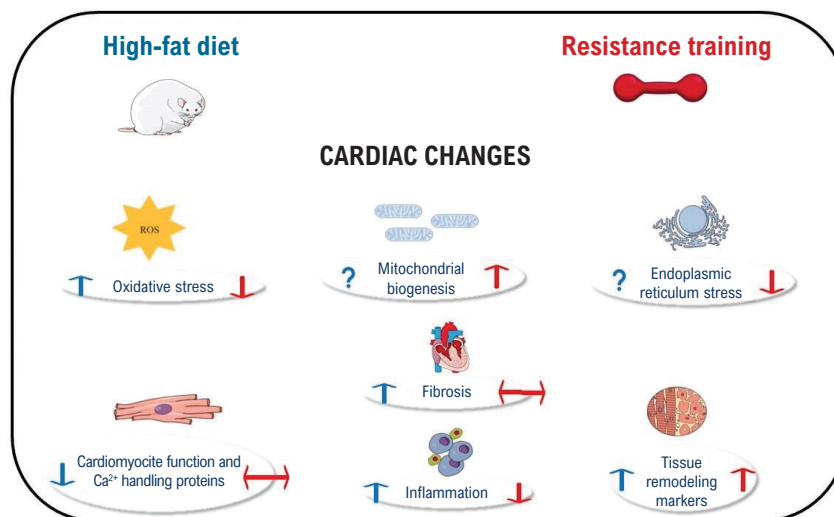 High-fat diet
Resistance training
CARDIAC CHANGES
ROS
Oxidative stress
?
Mitochondrial
biogenesis
?
Endoplasmic
reticulum stress
Fibrosis
Cardiomyocite function and
Ca²⁺ handling proteins
Inflammation
Tissue
remodeling
markers